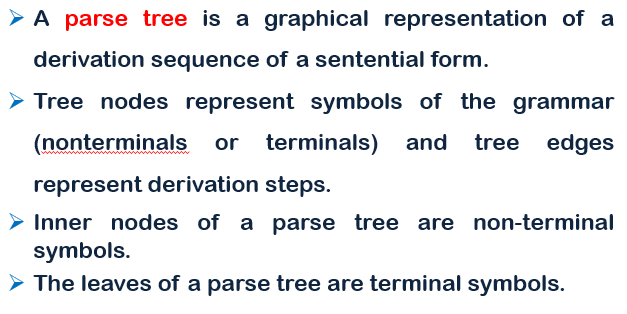 A parse tree is a graphical representation of a
derivation sequence of a sentential form.
Tree nodes represent symbols of the grammar
(nonterminals or terminals) and tree edges
represent derivation steps.
Inner nodes of a parse tree are non-terminal
symbols.
The leaves of a parse tree are terminal symbols.